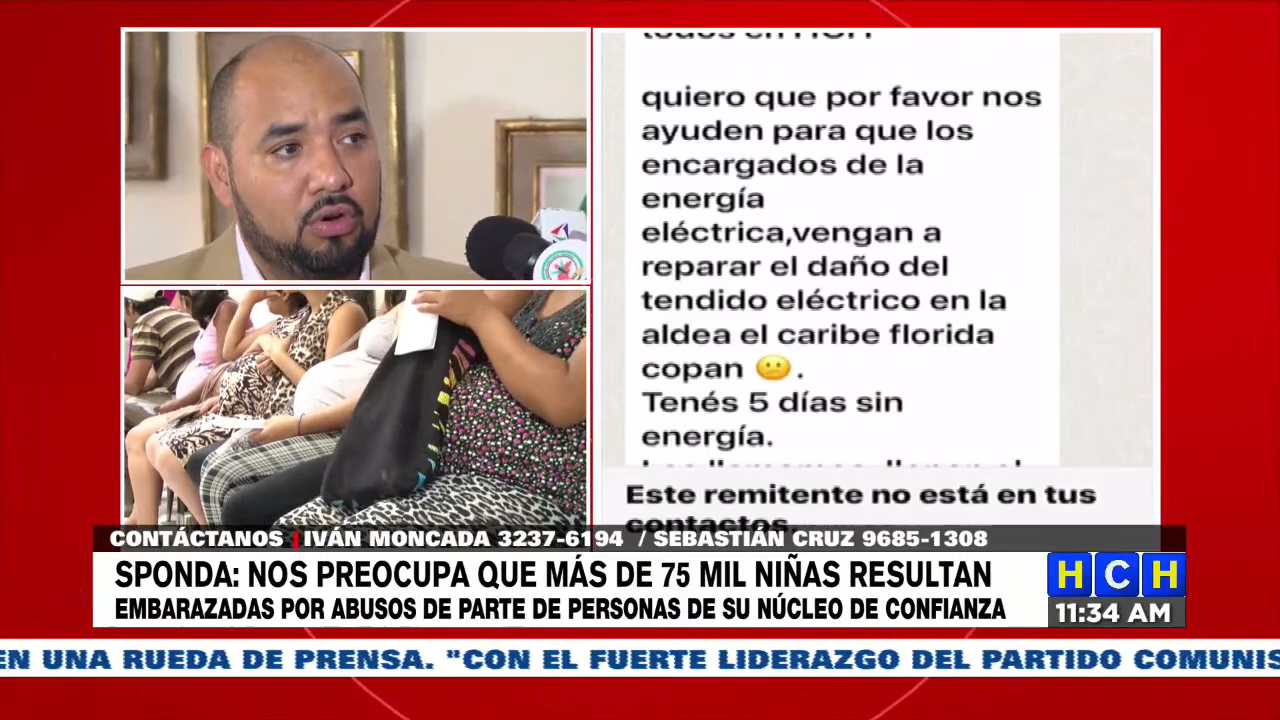 todos en HCH
quiero que por favor nos
ayuden para que los
encargados de la
energía
eléctrica,vengan a
reparar el daño del
tendido eléctrico en la
aldea el caribe florida
copan 😕.
Tenés 5 días sin
energía.
Este remitente no está en tus
contactos.
CONTÁCTANOS | IVÁN MONCADA 3237-6194 / SEBASTIÁN CRUZ 9685-1308
SPONDA: NOS PREOCUPA QUE MÁS DE 75 MIL NIÑAS RESULTAN
EMBARAZADAS POR ABUSOS DE PARTE DE PERSONAS DE SU NÚCLEO DE CONFIANZA
HCH
11:34 AM
EN UNA RUEDA DE PRENSA. "CON EL FUERTE LIDERAZGO DEL PARTIDO COMUNIS